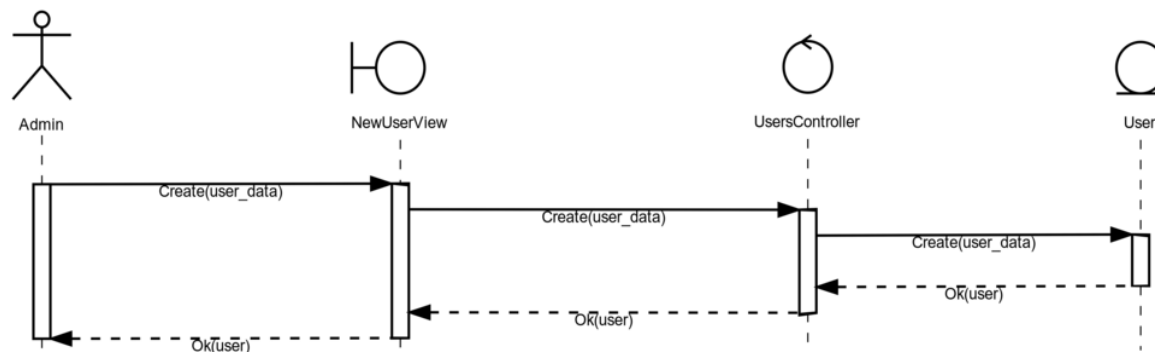 Admin
NewUserView
UsersController
User
Create(user_data)
Create(user_data)
Create(user_data)
Ok(user)
Ok(user)
Ok(user)